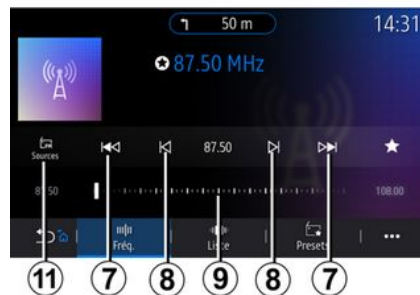 50 m
14:31
87.50 MHz
Sources
87.50
87.50
108.00
Fréq.
Liste
Presets
11 7 8 9 8 7